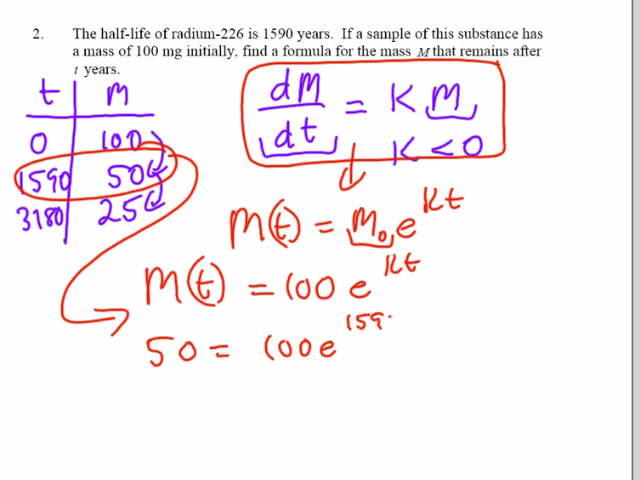 2. The half-life of radium-226 is 1590 years. If a sample of this substance has
a mass of 100 mg initially, find a formula for the mass M that remains after
t years.
t m
0 100
1590 50
3180 25
dM/dt = K M
K < 0
M(t) = M₀e^Kt
M(t) = 100 e^Kt
50 = 100e^159